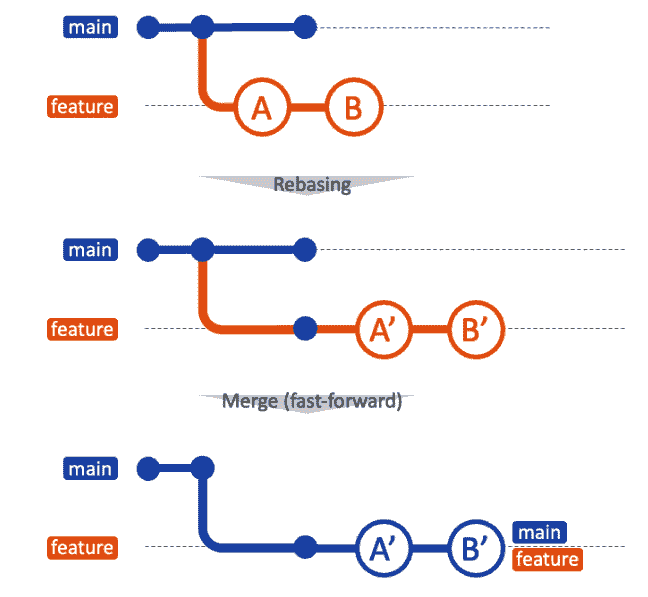 main
feature
A
B
Rebasing
main
feature
A’
B’
Merge (fast-forward)
main
feature
A’
B’
main
feature